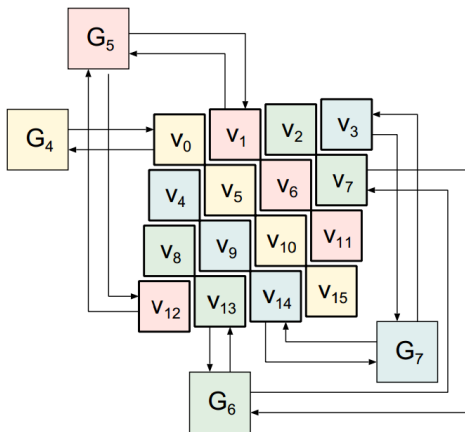 G₅
G₄
v₀ v₁ v₂ v₃
v₄ v₅ v₆ v₇
v₈ v₉ v₁₀ v₁₁
v₁₂ v₁₃ v₁₄ v₁₅
G₇
G₆